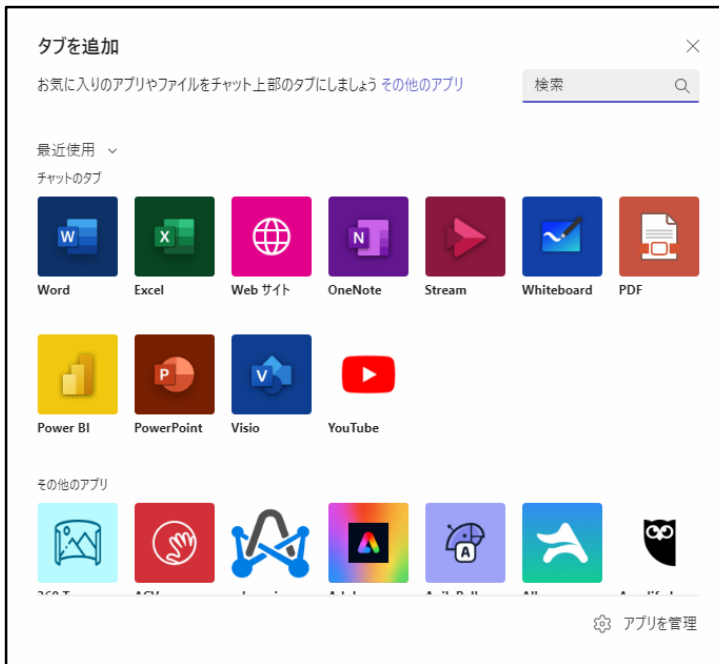 タブを追加
お気に入りのアプリやファイルをチャット上部のタブにしましょう その他のアプリ
検索
最近使用
チャットのタブ
Word Excel Web サイト OneNote Stream Whiteboard PDF
Power BI PowerPoint Visio YouTube
その他のアプリ
アプリを管理